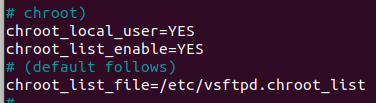 # chroot)
chroot_local_user=YES
chroot_list_enable=YES
# (default follows)
chroot_list_file=/etc/vsftpd.chroot_list
#